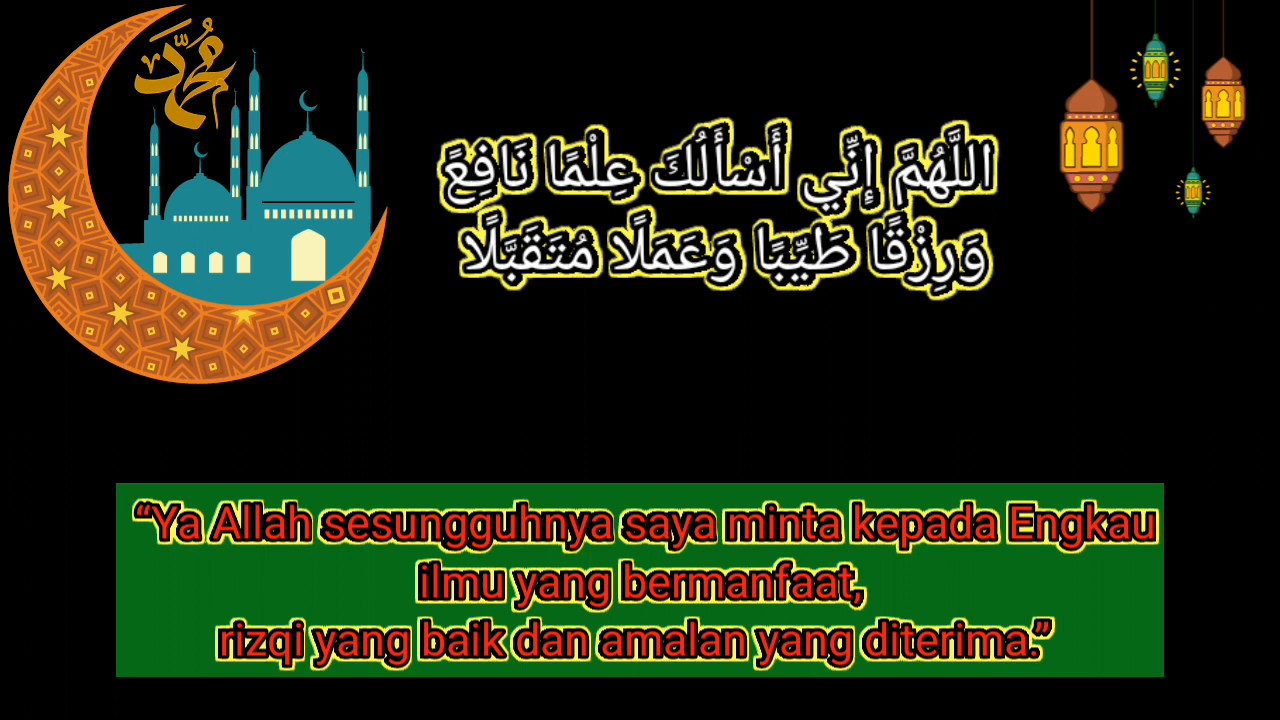 محمد
اللَّهُمَّ إِنِّي أَسْأَلُكَ عِلْمًا نَافِعً
وَرِزْقًا طَيِّبًا وَعَمَلًا مُتَقَبَّلًا
“Ya Allah sesungguhnya saya minta kepada Engkau
ilmu yang bermanfaat,
rizqi yang baik dan amalan yang diterima.”